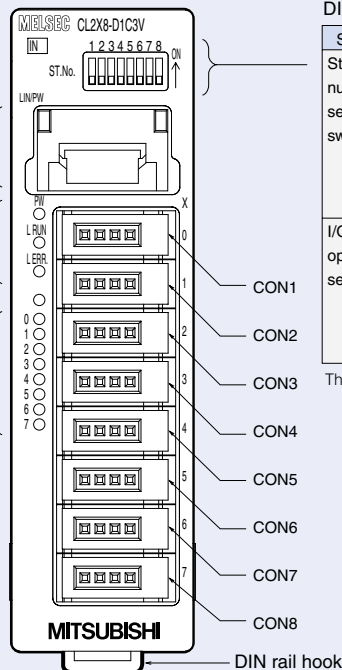 MELSEC CL2X8-D1C3V
IN
1 2 3 4 5 6 7 8
ON
ST.No.
LIN/PW
PW
L RUN
L ERR.
X
0
1
2
3
4
5
6
7
0
1
2
3
4
5
6
7
CON1
CON2
CON3
CON4
CON5
CON6
CON7
CON8
MITSUBISHI
DIN rail hook
DI
S
St
nu
se
sw
I/O
op
se
Th